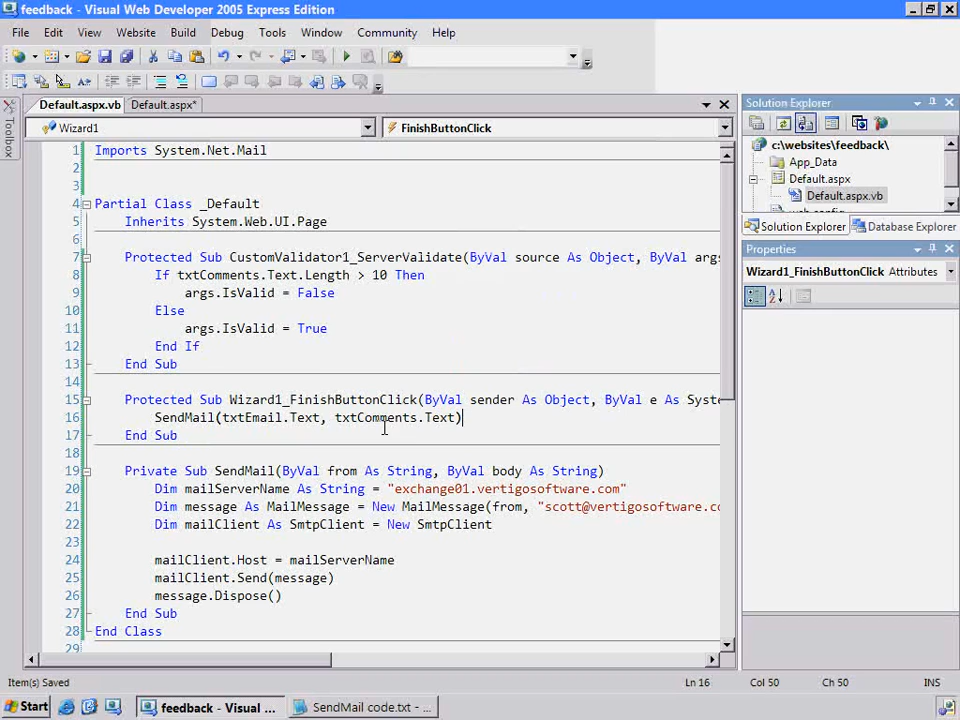 feedback - Visual Web Developer 2005 Express Edition
File Edit View Website Build Debug Tools Window Community Help
Default.aspx.vb Default.aspx*
Toolbox
Wizard1 FinishButtonClick
1 Imports System.Net.Mail
2
3
4 Partial Class _Default
5 Inherits System.Web.UI.Page
6
7 Protected Sub CustomValidator1_ServerValidate(ByVal source As Object, ByVal args
8 If txtComments.Text.Length > 10 Then
9 args.IsValid = False
10 Else
11 args.IsValid = True
12 End If
13 End Sub
14
15 Protected Sub Wizard1_FinishButtonClick(ByVal sender As Object, ByVal e As Syste
16 SendMail(txtEmail.Text, txtComments.Text)
17 End Sub
18
19 Private Sub SendMail(ByVal from As String, ByVal body As String)
20 Dim mailServerName As String = "exchange01.vertigosoftware.com"
21 Dim message As MailMessage = New MailMessage(from, "scott@vertigosoftware.co
22 Dim mailClient As SmtpClient = New SmtpClient
23
24 mailClient.Host = mailServerName
25 mailClient.Send(message)
26 message.Dispose()
27 End Sub
28 End Class
29
Solution Explorer
c:\websites\feedback\
App_Data
Default.aspx
Default.aspx.vb
web.config
Solution Explorer Database Explorer
Properties
Wizard1_FinishButtonClick Attributes
Item(s) Saved Ln 16 Col 50 Ch 50 INS
Start feedback - Visual ... SendMail code.txt - ...